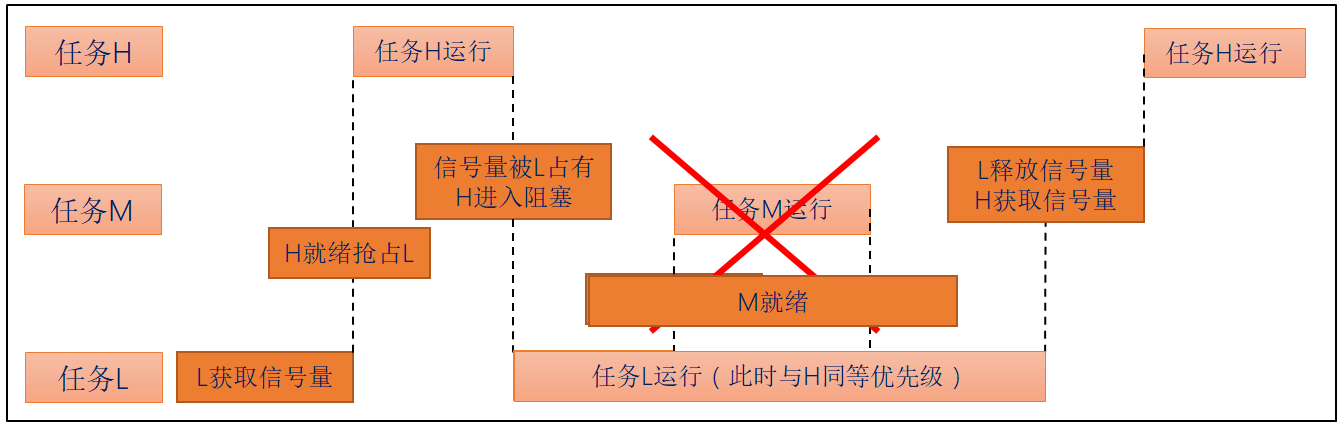 任务H
任务H运行
任务H运行
信号量被L占有
H进入阻塞
L释放信号量
H获取信号量
任务M
任务M运行
H就绪抢占L
M就绪
任务L
L获取信号量
任务L运行（此时与H同等优先级）